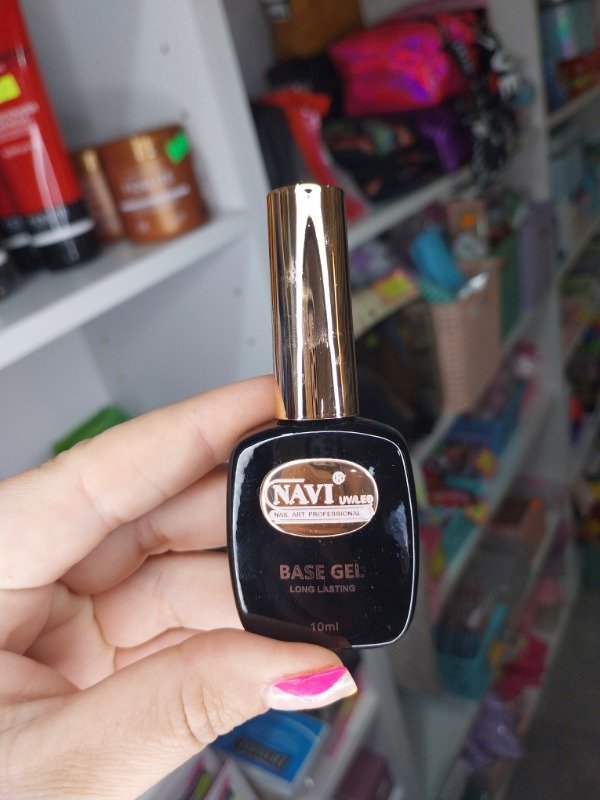 NAVI ® UV/LED
NAIL ART PROFESSIONAL
BASE GEL
LONG LASTING
10ml